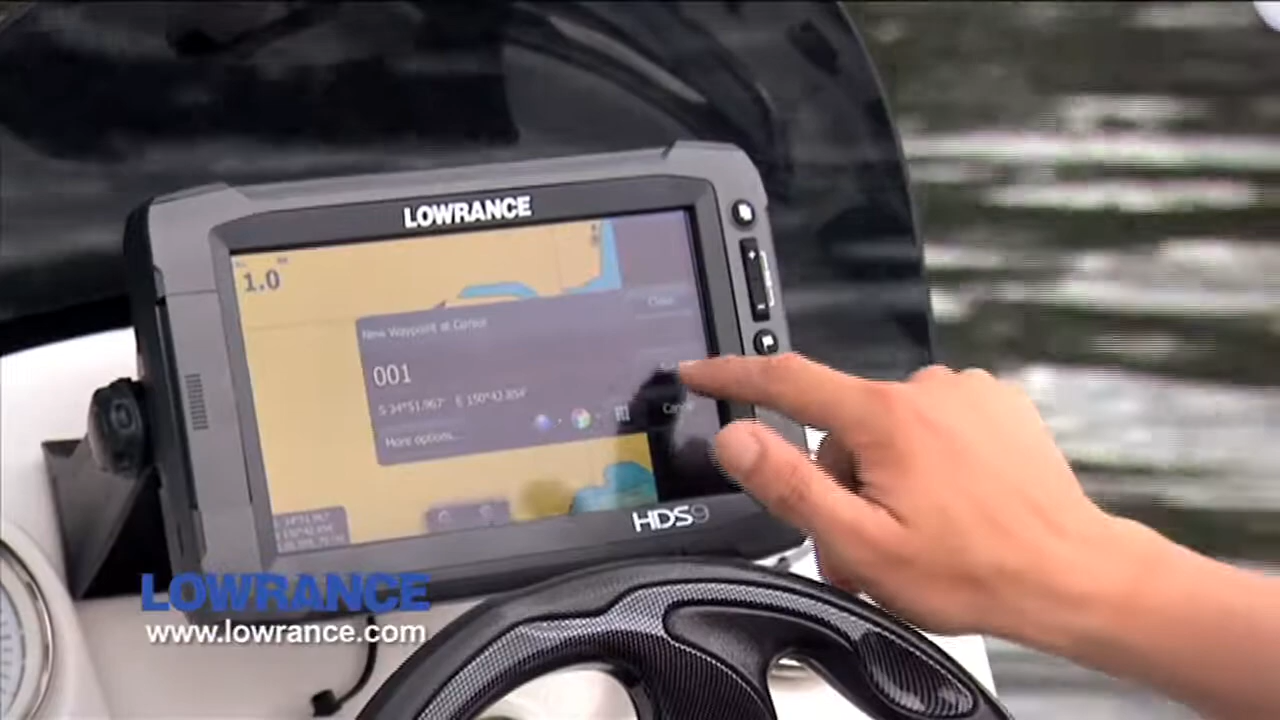 LOWRANCE
1.0
New Waypoint at Cursor
001
S 34°51.967' E 150°42.854'
More options...
HDS9
LOWRANCE
www.lowrance.com